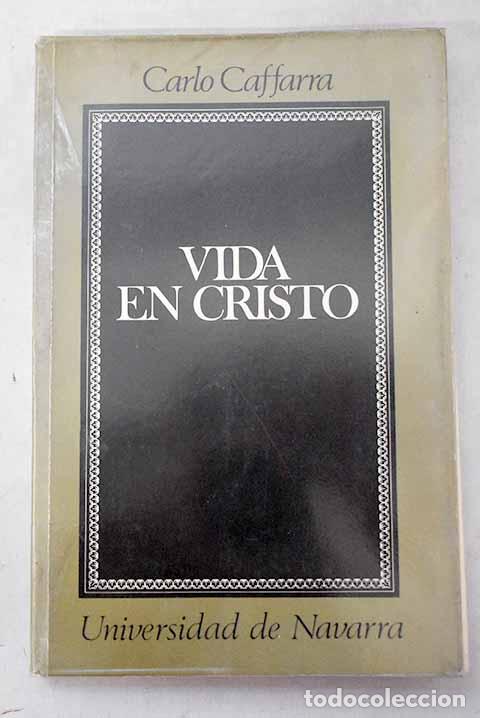 Carlo Caffarra
VIDA
EN CRISTO
Universidad de Navarra
todocoleccion